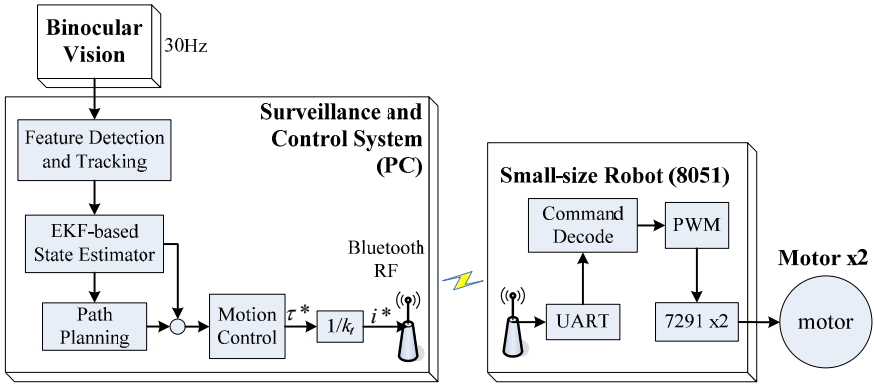 Binocular
Vision
30Hz
Surveillance and
Control System
(PC)
Feature Detection
and Tracking
EKF-based
State Estimator
Path
Planning
Motion
Control
τ*
1/kt
i*
Bluetooth
RF
Small-size Robot (8051)
Command
Decode
PWM
UART
7291 x2
Motor x2
motor